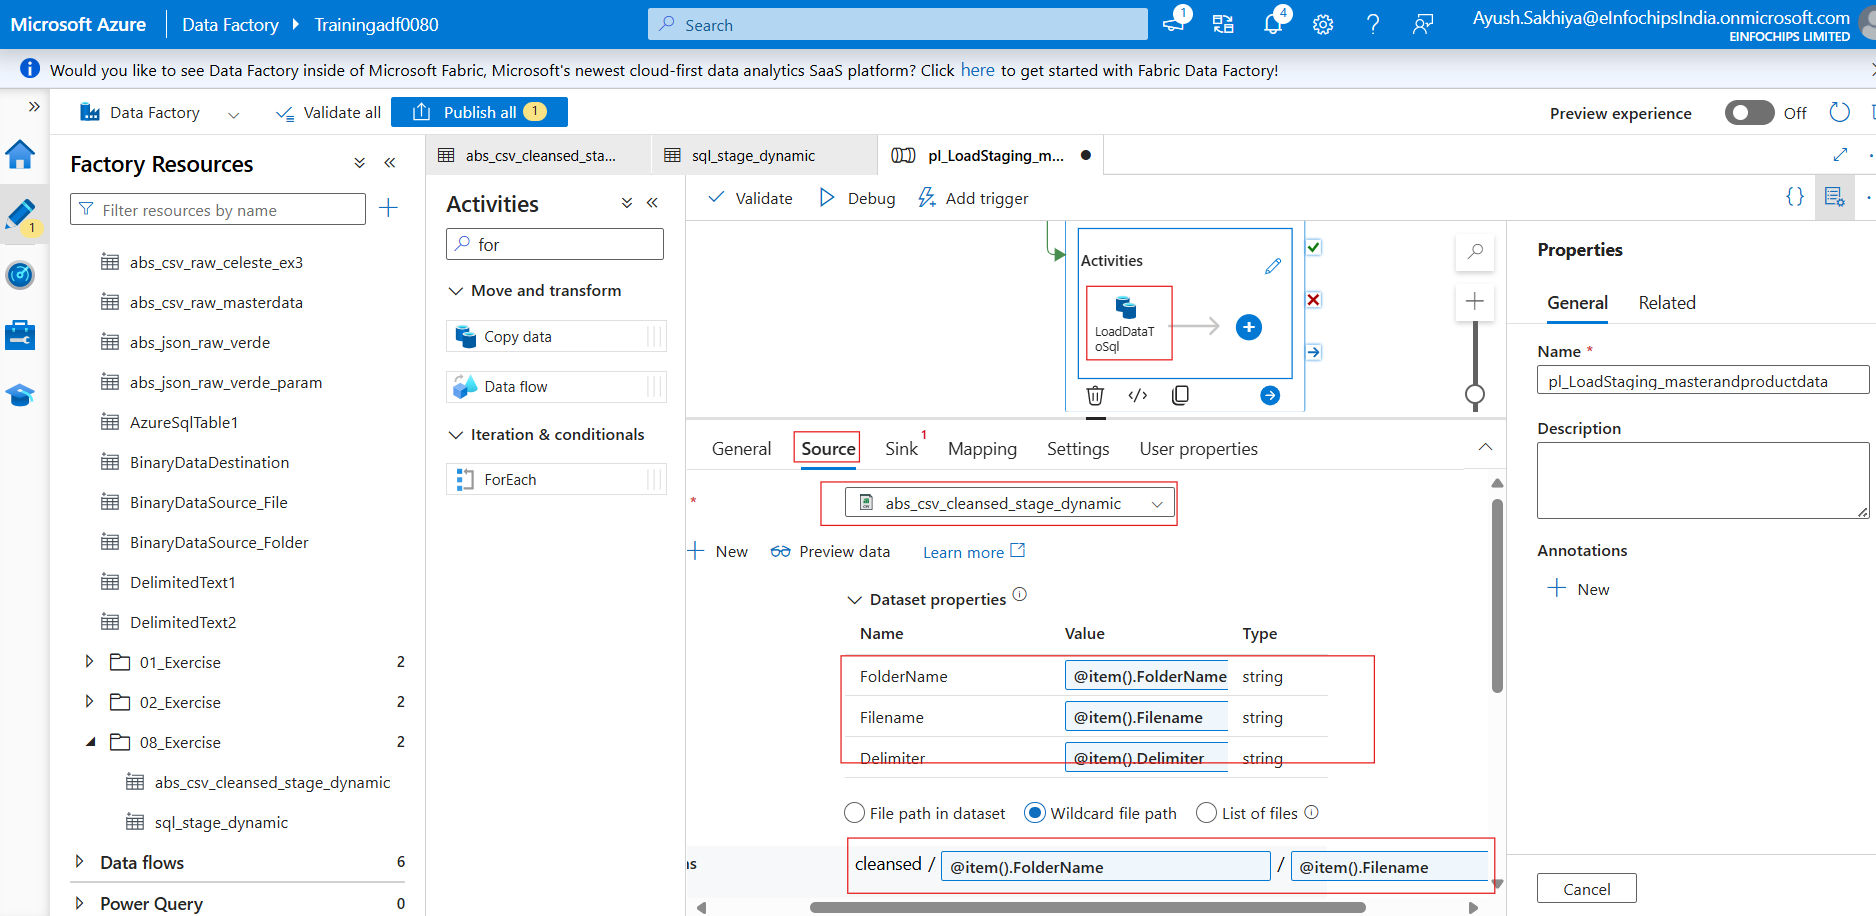 Microsoft Azure
Data Factory
Trainingadf0080
Search
1
4
?
Ayush.Sakhiya@eInfochipsIndia.onmicrosoft.com
EINFOCHIPS LIMITED
Would you like to see Data Factory inside of Microsoft Fabric, Microsoft's newest cloud-first data analytics SaaS platform? Click here to get started with Fabric Data Factory!
Data Factory
Validate all
Publish all 1
Preview experience
Off
1
Factory Resources
Filter resources by name
abs_csv_raw_celeste_ex3
abs_csv_raw_masterdata
abs_json_raw_verde
abs_json_raw_verde_param
AzureSqlTable1
BinaryDataDestination
BinaryDataSource_File
BinaryDataSource_Folder
DelimitedText1
DelimitedText2
01_Exercise 2
02_Exercise 2
08_Exercise 2
abs_csv_cleansed_stage_dynamic
sql_stage_dynamic
Data flows 6
Power Query 0
abs_csv_cleansed_sta...
sql_stage_dynamic
pl_LoadStaging_m...
Activities
for
Move and transform
Copy data
Data flow
Iteration & conditionals
ForEach
Validate
Debug
Add trigger
{}
Activities
LoadDataT
oSql
</>
General
Source
Sink 1
Mapping
Settings
User properties
*
abs_csv_cleansed_stage_dynamic
New
Preview data
Learn more
Dataset properties
Name Value Type
FolderName @item().FolderName string
Filename @item().Filename string
Delimiter @item().Delimiter string
File path in dataset
Wildcard file path
List of files
ns
cleansed / @item().FolderName / @item().Filename
Properties
General
Related
Name *
pl_LoadStaging_masterandproductdata
Description
Annotations
New
Cancel